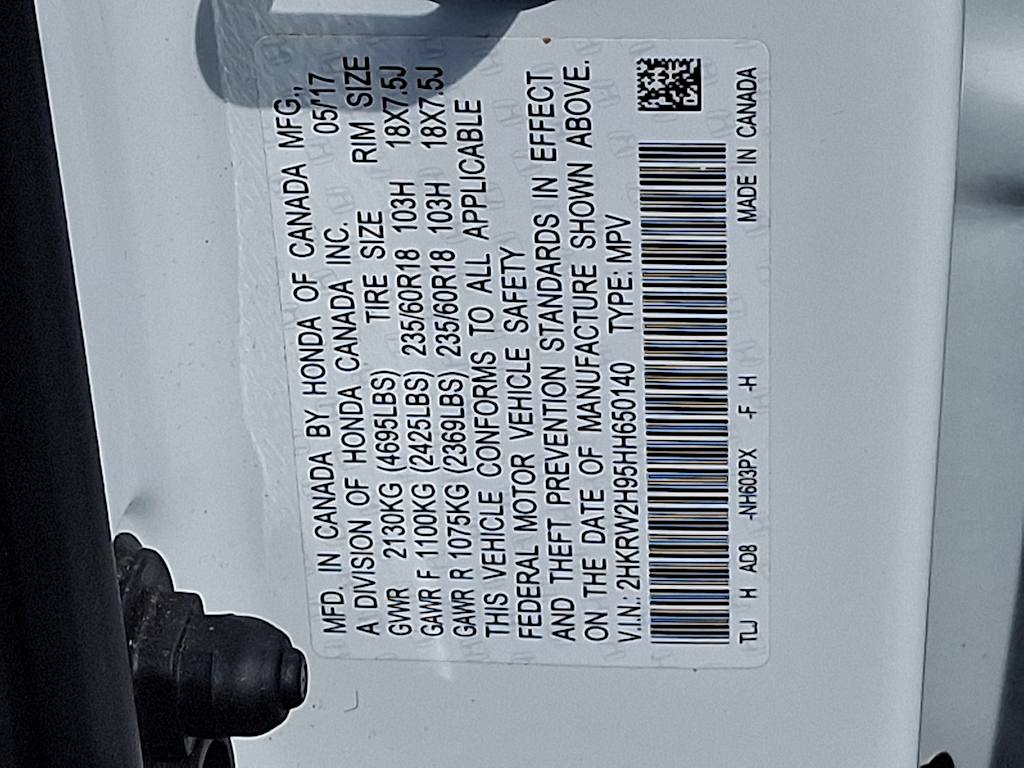 MFD. IN CANADA BY HONDA OF CANADA MFG.,
A DIVISION OF HONDA CANADA INC. 05/'17
GVWR 2130KG (4695LBS) TIRE SIZE RIM SIZE
GAWR F 1100KG (2425LBS) 235/60R18 103H 18X7.5J
GAWR R 1075KG (2369LBS) 235/60R18 103H 18X7.5J
THIS VEHICLE CONFORMS TO ALL APPLICABLE
FEDERAL MOTOR VEHICLE SAFETY
AND THEFT PREVENTION STANDARDS IN EFFECT
ON THE DATE OF MANUFACTURE SHOWN ABOVE.
V.I.N.: 2HKRW2H95HH650140 TYPE: MPV
TLJ H AD8 -NH603PX -F -H MADE IN CANADA